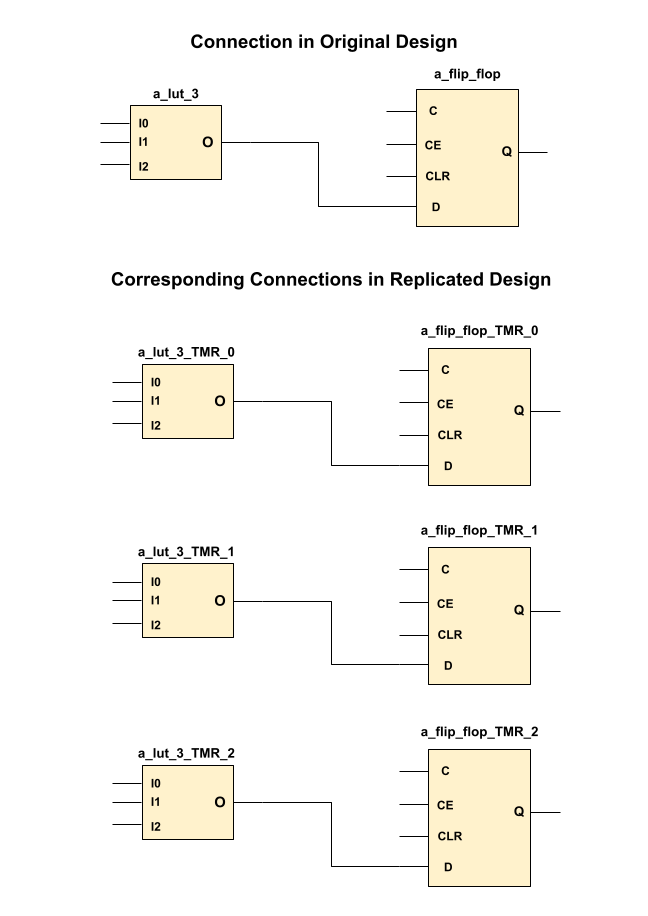 Connection in Original Design
a_flip_flop
a_lut_3
I0
I1
I2
O
C
CE
CLR
D
Q
Corresponding Connections in Replicated Design
a_flip_flop_TMR_0
a_lut_3_TMR_0
I0
I1
I2
O
C
CE
CLR
D
Q
a_flip_flop_TMR_1
a_lut_3_TMR_1
I0
I1
I2
O
C
CE
CLR
D
Q
a_flip_flop_TMR_2
a_lut_3_TMR_2
I0
I1
I2
O
C
CE
CLR
D
Q